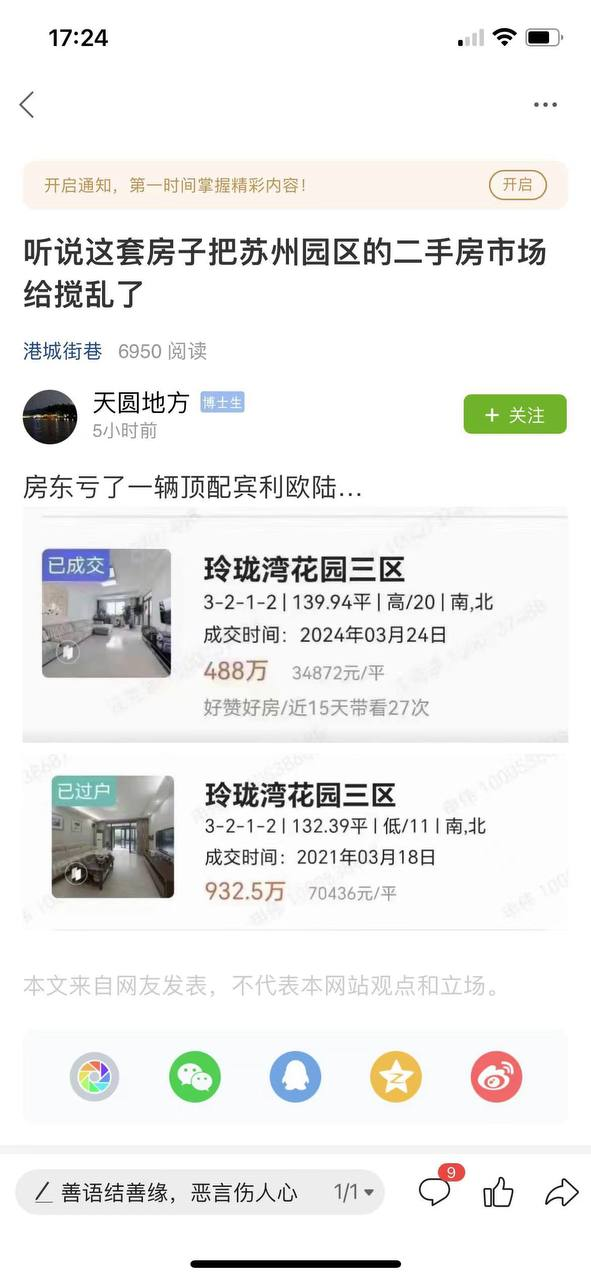 17:24
开启通知，第一时间掌握精彩内容！
开启
听说这套房子把苏州园区的二手房市场
给搅乱了
港城街巷 6950 阅读
天圆地方 博士生
5小时前
+ 关注
房东亏了一辆顶配宾利欧陆...
已成交
玲珑湾花园三区
3-2-1-2 | 139.94平 | 高/20 | 南,北
成交时间：2024年03月24日
488万 34872元/平
好赞好房/近15天带看27次
已过户
玲珑湾花园三区
3-2-1-2 | 132.39平 | 低/11 | 南,北
成交时间：2021年03月18日
932.5万 70436元/平
本文来自网友发表，不代表本网站观点和立场。
善语结善缘，恶言伤人心 1/1
9